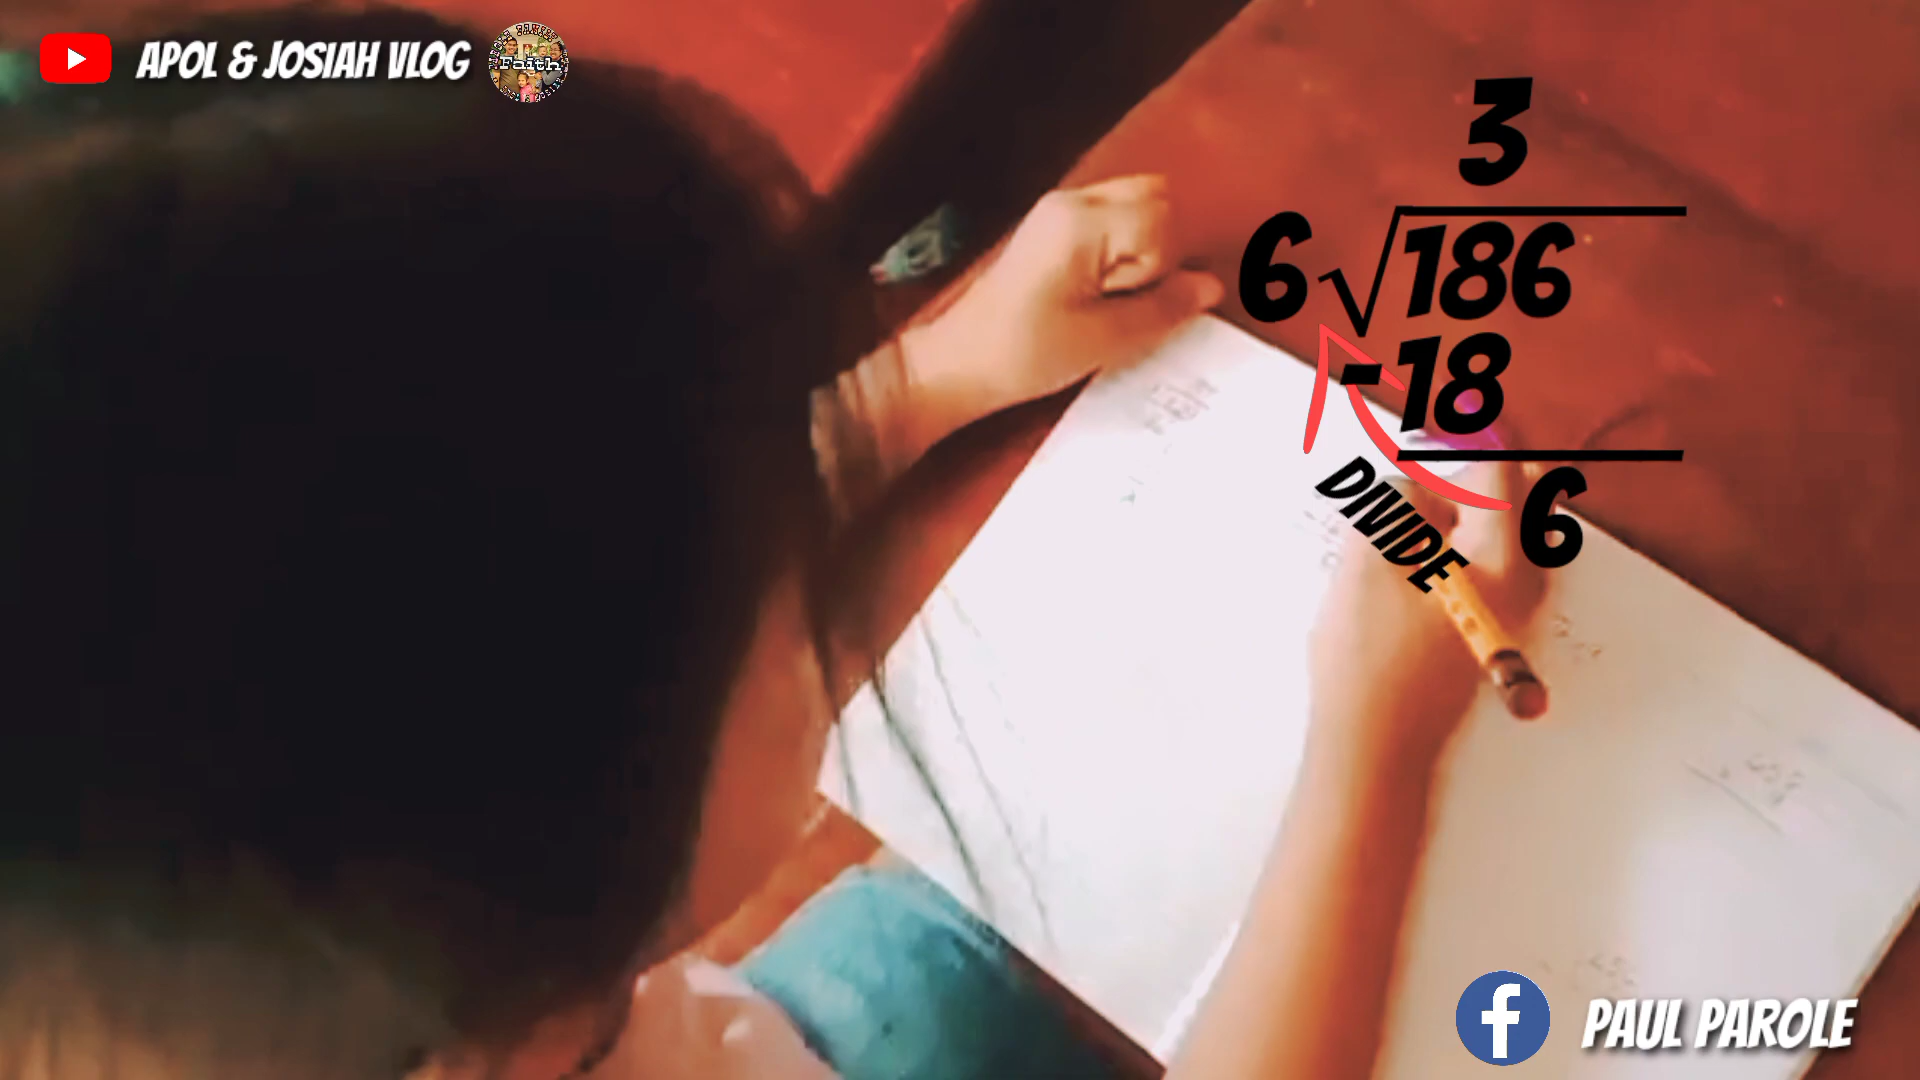 APOL & JOSIAH VLOG
Faith
3
6√186
-18
6
DIVIDE
PAUL PAROLE